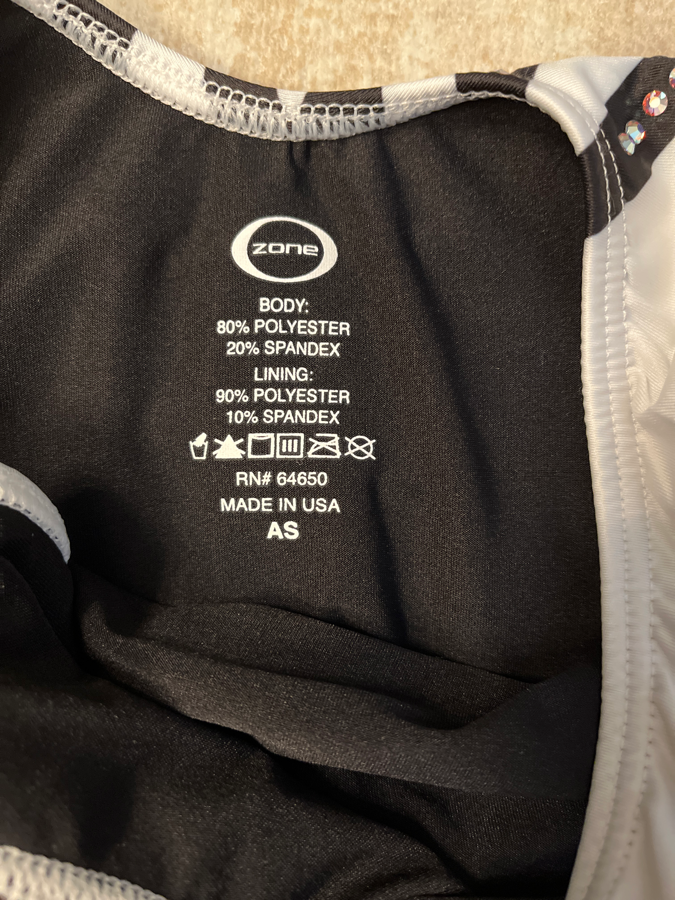 ZONE
BODY:
80% POLYESTER
20% SPANDEX
LINING:
90% POLYESTER
10% SPANDEX
RN# 64650
MADE IN USA
AS